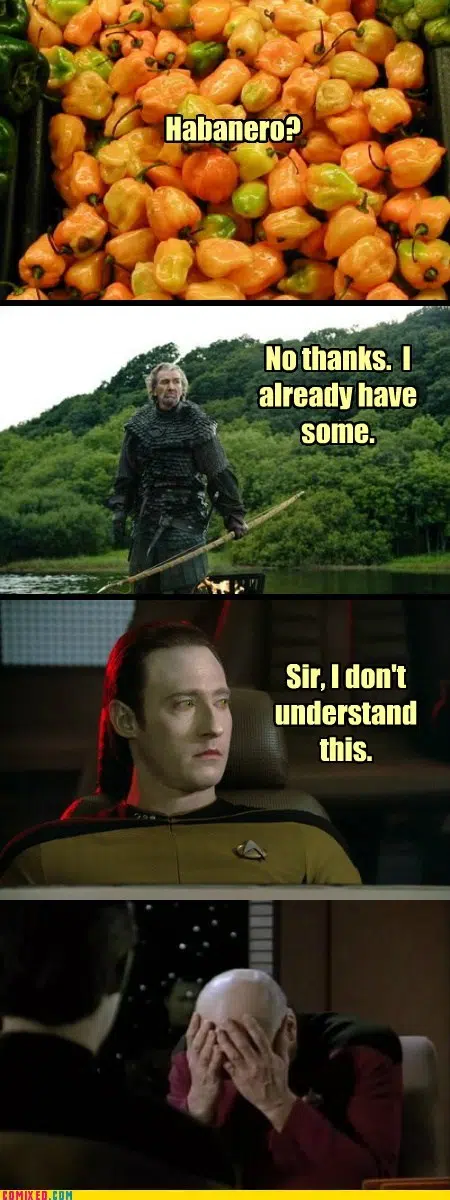 Habanero?
No thanks. I
already have
some.
Sir, I don't
understand
this.
COMIXED.COM